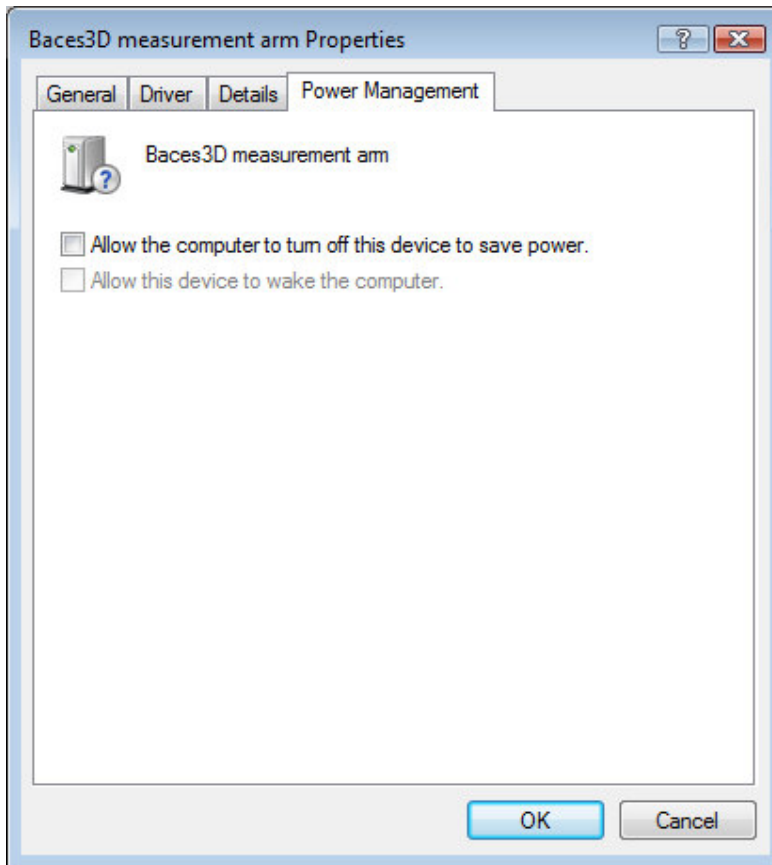 Baces3D measurement arm Properties
General Driver Details Power Management
Baces3D measurement arm
Allow the computer to turn off this device to save power.
Allow this device to wake the computer.
OK Cancel